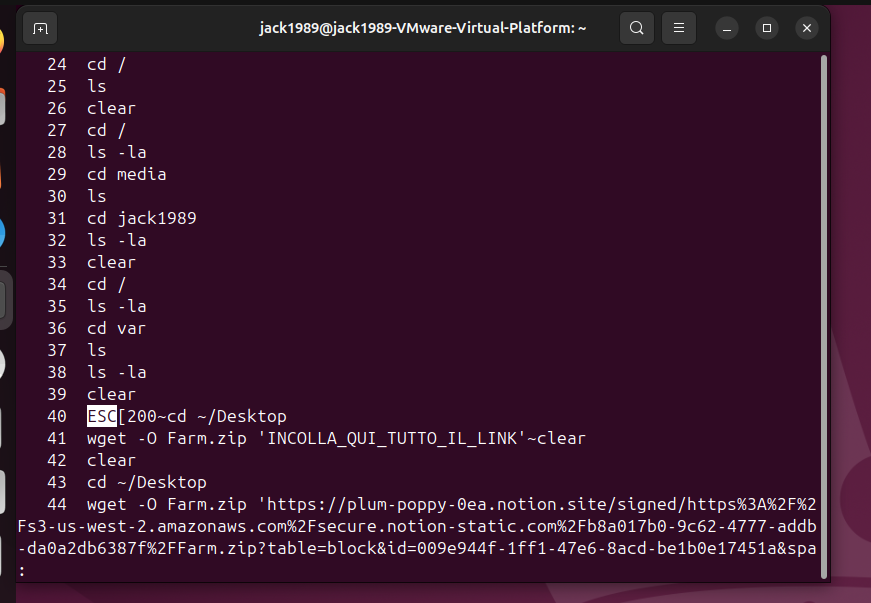 jack1989@jack1989-VMware-Virtual-Platform: ~
24 cd /
25 ls
26 clear
27 cd /
28 ls -la
29 cd media
30 ls
31 cd jack1989
32 ls -la
33 clear
34 cd /
35 ls -la
36 cd var
37 ls
38 ls -la
39 clear
40 ESC[200~cd ~/Desktop
41 wget -O Farm.zip 'INCOLLA_QUI_TUTTO_IL_LINK'~clear
42 clear
43 cd ~/Desktop
44 wget -O Farm.zip 'https://plum-poppy-0ea.notion.site/signed/https%3A%2F%2
Fs3-us-west-2.amazonaws.com%2Fsecure.notion-static.com%2Fb8a017b0-9c62-4777-addb
-da0a2db6387f%2FFarm.zip?table=block&id=009e944f-1ff1-47e6-8acd-be1b0e17451a&spa
: